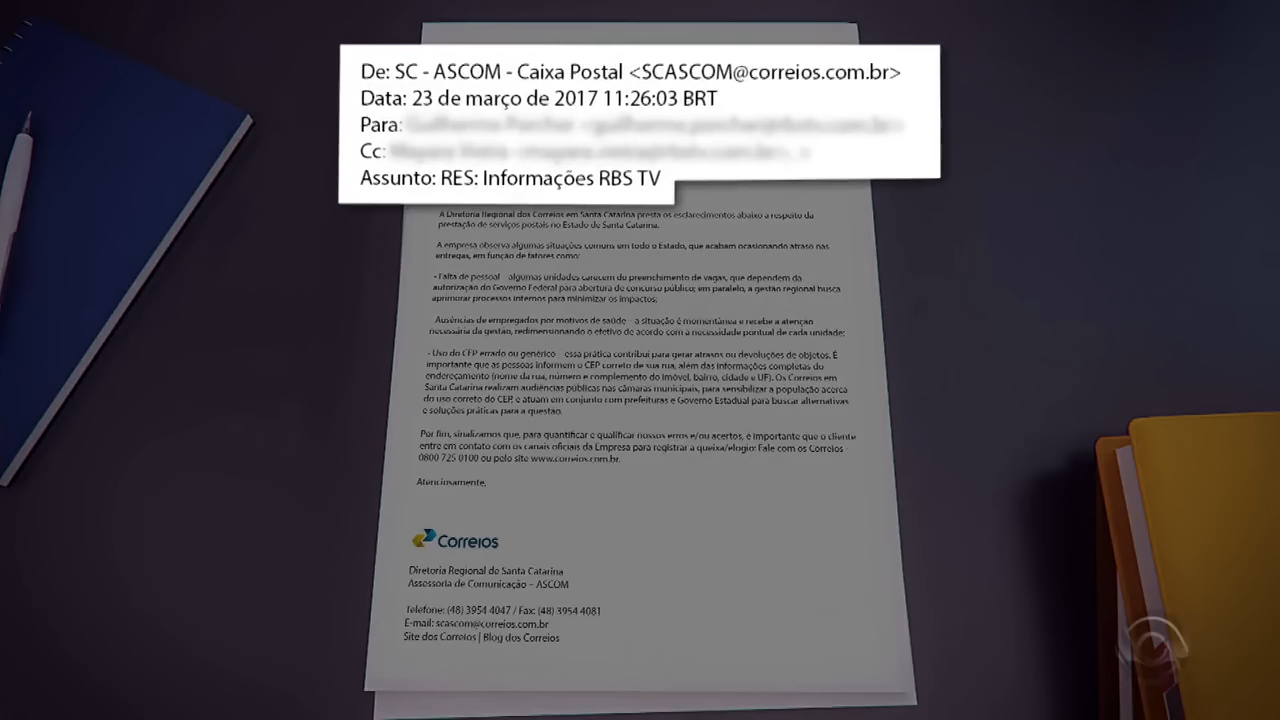 De: SC - ASCOM - Caixa Postal <SCASCOM@correios.com.br>
Data: 23 de março de 2017 11:26:03 BRT
Para:
Cc:
Assunto: RES: Informações RBS TV
A Diretoria Regional dos Correios em Santa Catarina presta os esclarecimentos abaixo a respeito da
prestação de serviços postais no Estado de Santa Catarina.
A empresa observa algumas situações comuns em todo o Estado, que acabam ocasionando atraso nas
entregas, em função de fatores como:
- Falta de pessoal – algumas unidades carecem do preenchimento de vagas, que dependem da
autorização do Governo Federal para abertura de concurso público; em paralelo, a gestão regional busca
aprimorar processos internos para minimizar os impactos;
Ausências de empregados por motivos de saúde – a situação é momentânea e recebe a atenção
necessária da gestão, redimensionando o efetivo de acordo com a necessidade pontual de cada unidade;
- Uso do CEP errado ou genérico – essa prática contribui para gerar atrasos ou devoluções de objetos. É
importante que as pessoas informem o CEP correto de sua rua, além das informações completas do
endereçamento (nome da rua, número e complemento do imóvel, bairro, cidade e UF). Os Correios em
Santa Catarina realizam audiências públicas nas câmaras municipais, para sensibilizar a população acerca
do uso correto do CEP, e atuam em conjunto com prefeituras e Governo Estadual para buscar alternativas
e soluções práticas para a questão.
Por fim, sinalizamos que, para quantificar e qualificar nossos erros e/ou acertos, é importante que o cliente
entre em contato com os canais oficiais da Empresa para registrar a queixa/elogio: Fale com os Correios -
0800 725 0100 ou pelo site www.correios.com.br.
Atenciosamente,
Correios
Diretoria Regional de Santa Catarina
Assessoria de Comunicação – ASCOM
Telefone: (48) 3954 4047 / Fax: (48) 3954 4081
E-mail: scascom@correios.com.br
Site dos Correios | Blog dos Correios